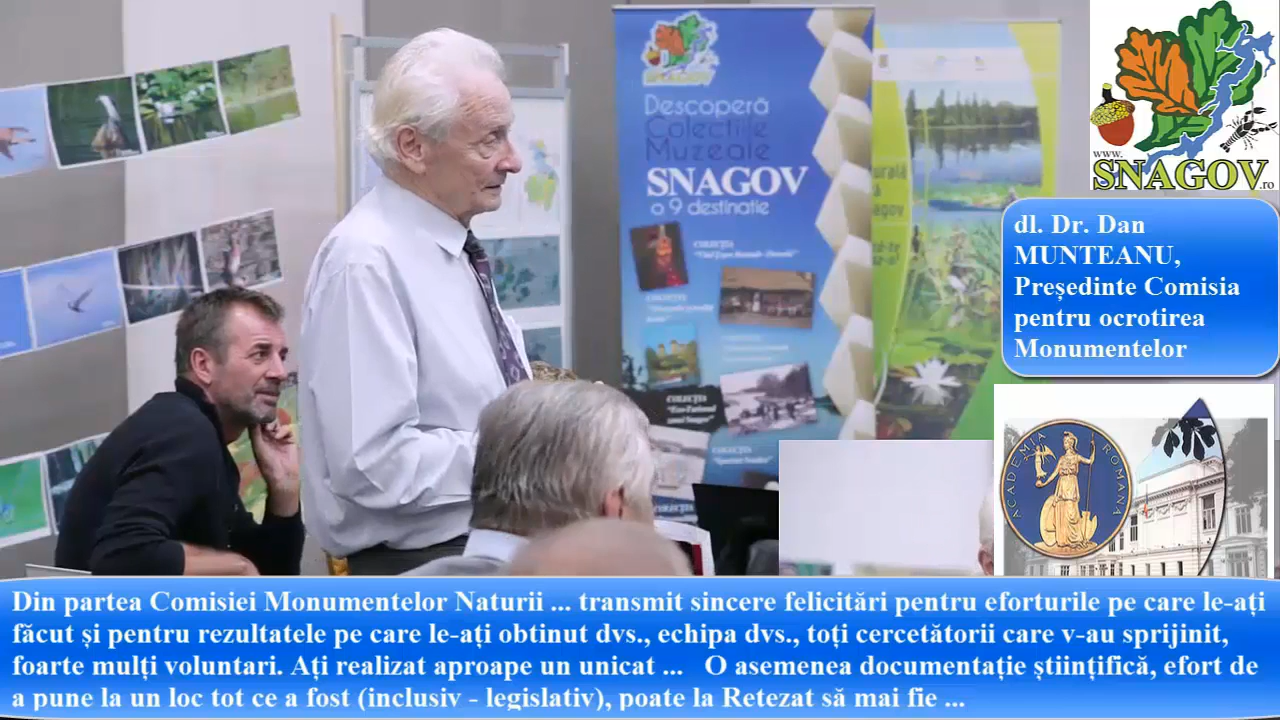 SNAGOV
Descoperă
Colecțiile
Muzeale
SNAGOV
o 9 destinație
COLECȚIA
COLECȚIA
COLECȚIA
www.
SNAGOV.ro
dl. Dr. Dan
MUNTEANU,
Președinte Comisia
pentru ocrotirea
Monumentelor
ACADEMIA ROMANA
Din partea Comisiei Monumentelor Naturii ... transmit sincere felicitări pentru eforturile pe care le-ați
făcut și pentru rezultatele pe care le-ați obtinut dvs., echipa dvs., toți cercetătorii care v-au sprijinit,
foarte mulți voluntari. Ați realizat aproape un unicat ... O asemenea documentație științifică, efort de
a pune la un loc tot ce a fost (inclusiv - legislativ), poate la Retezat să mai fie ...